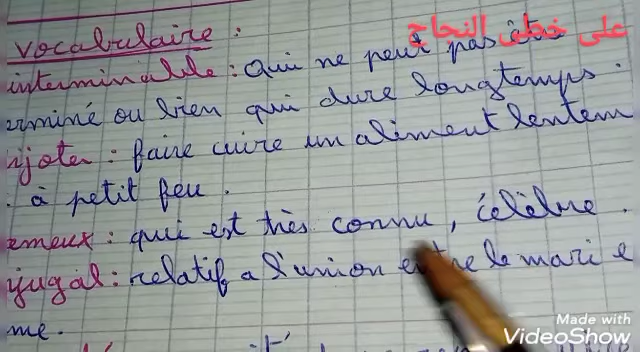 على خطى النجاح
vocabulaire :
interminable : qui ne peut pas être
erminé ou bien qui dure longtemps.
ijoter : faire cuire un aliment lentem
à petit feu.
ameux : qui est très connu, célèbre.
jugal : relatif a l'union entre le mari e
me.
Made with
VideoShow